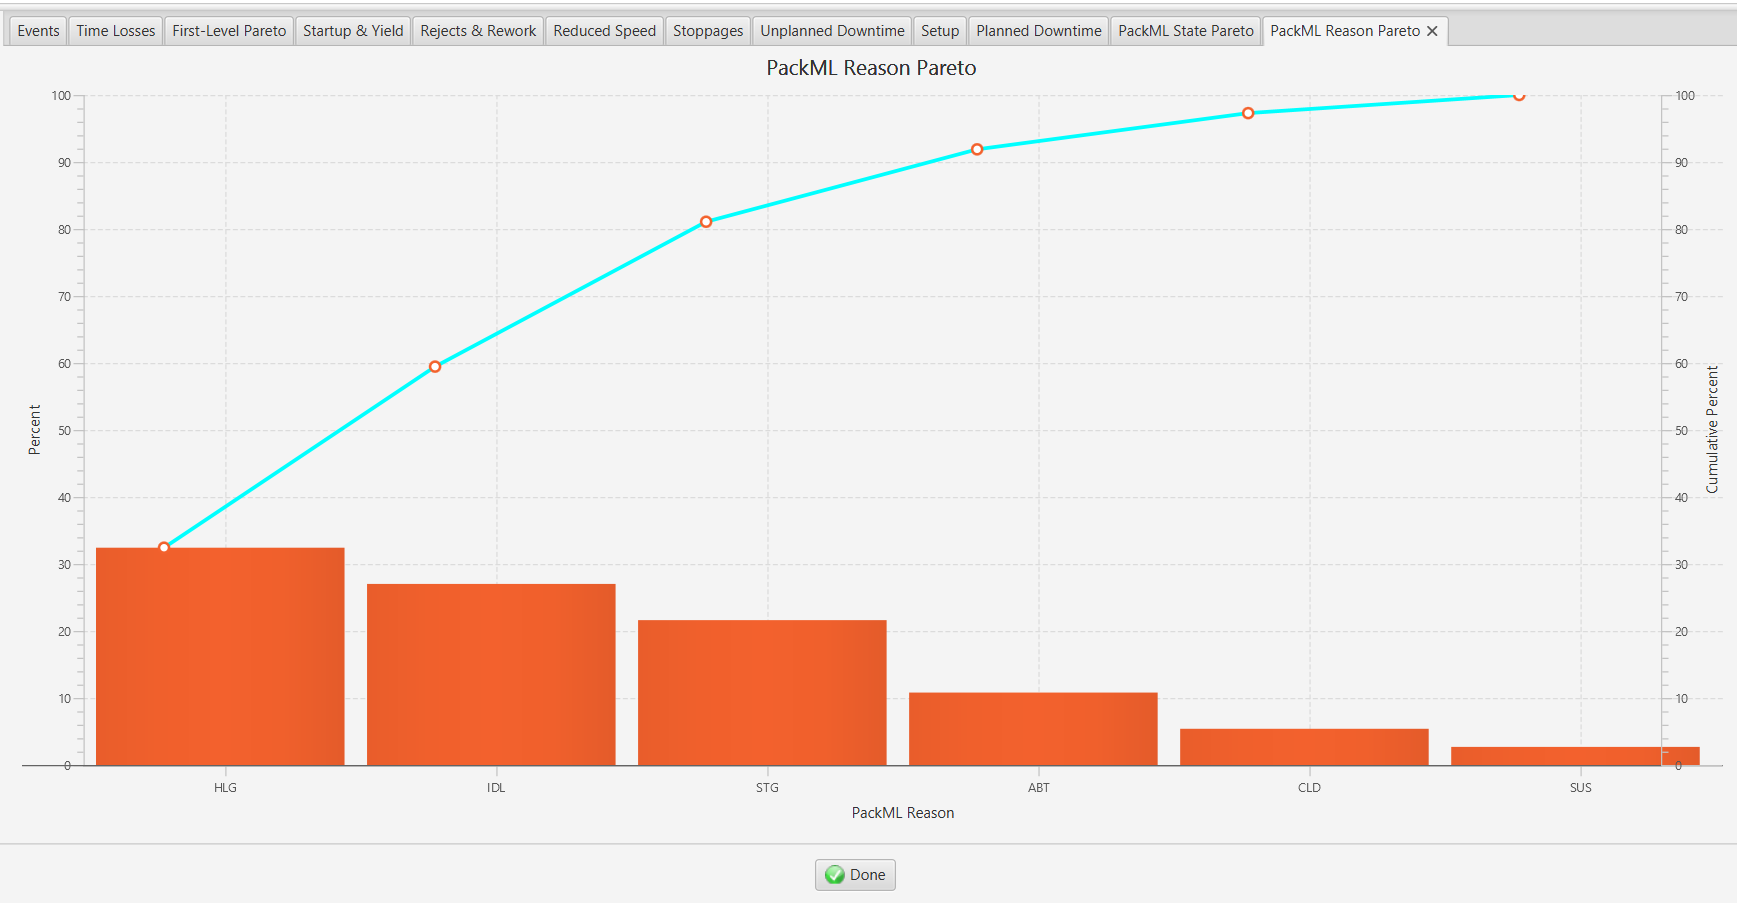 Events Time Losses First-Level Pareto Startup & Yield Rejects & Rework Reduced Speed Stoppages Unplanned Downtime Setup Planned Downtime PackML State Pareto PackML Reason Pareto
PackML Reason Pareto
100 100
90 90
80 80
70 70
60 60
50 50
40 40
30 30
20 20
10 10
0 0
Percent
Cumulative Percent
HLG IDL STG ABT CLD SUS
PackML Reason
Done